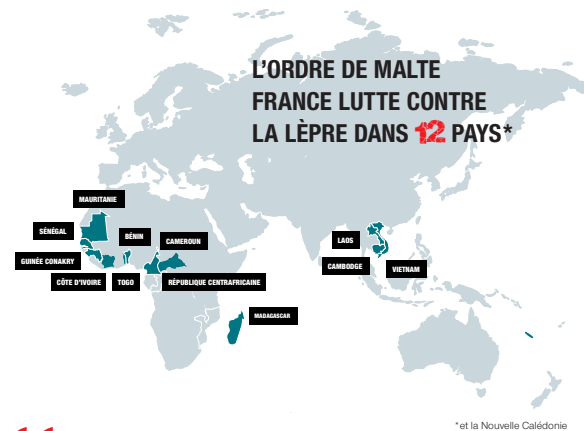 L'ORDRE DE MALTE
FRANCE LUTTE CONTRE
LA LÈPRE DANS 12 PAYS*
MAURITANIE
SÉNÉGAL
BÉNIN
CAMEROUN
GUINÉE CONAKRY
CÔTE D'IVOIRE
TOGO
RÉPUBLIQUE CENTRAFRICAINE
LAOS
CAMBODGE
VIETNAM
MADAGASCAR
*et la Nouvelle Calédonie